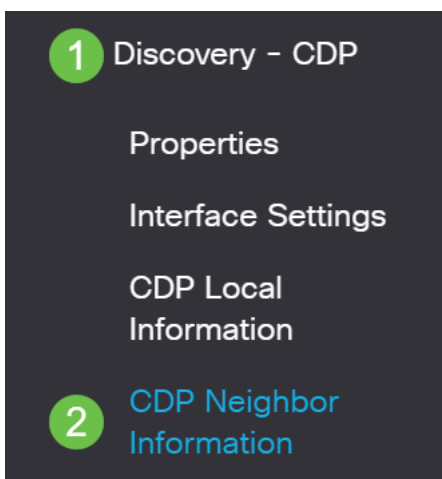 1 Discovery - CDP
Properties
Interface Settings
CDP Local
Information
2 CDP Neighbor
Information